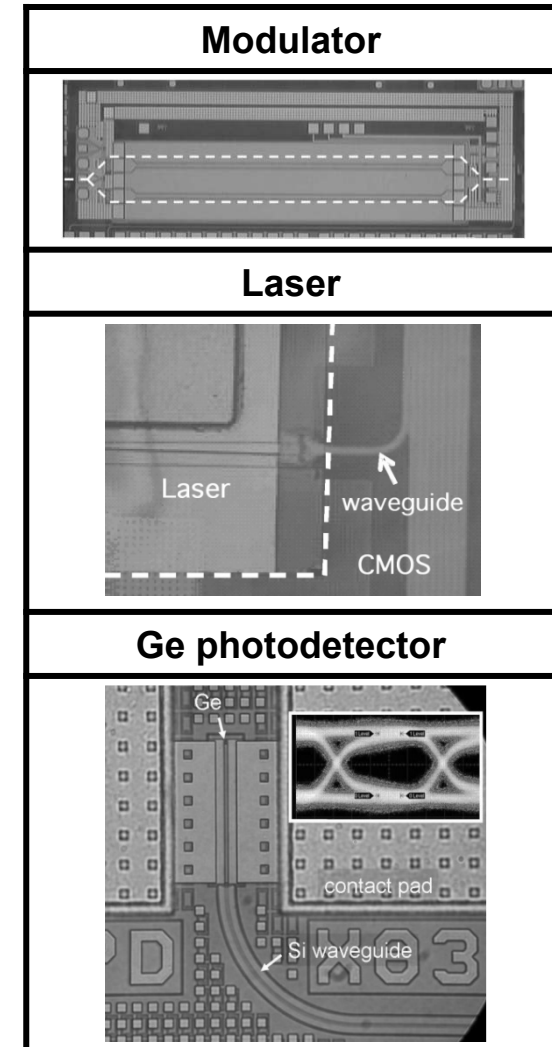 Modulator
Laser
Laser
waveguide
CMOS
Ge photodetector
Ge
contact pad
Si waveguide